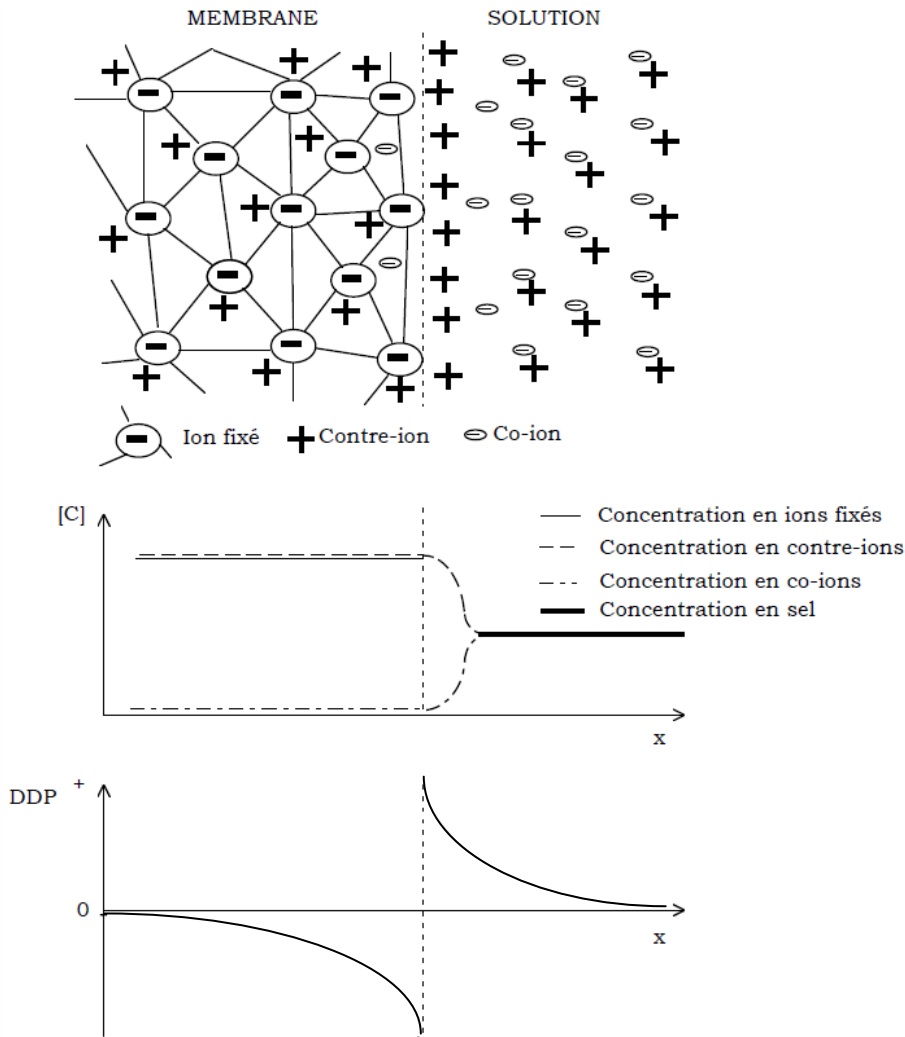 MEMBRANE SOLUTION
Ion fixé Contre-ion Co-ion
[C]
Concentration en ions fixés
Concentration en contre-ions
Concentration en co-ions
Concentration en sel
x
+
DDP
0
x